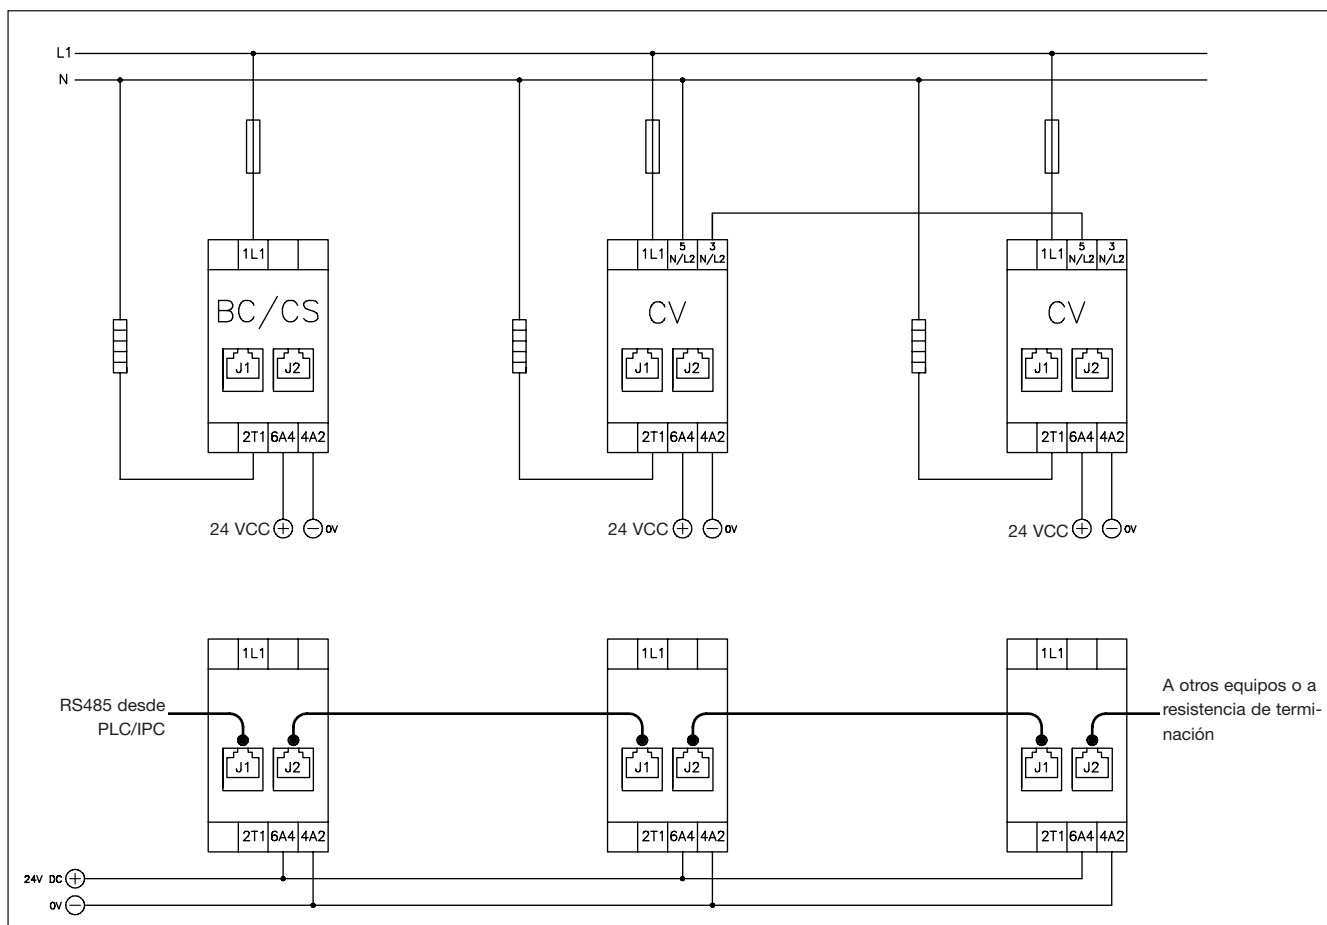 L1
N
1L1
1L1 5 N/L2 3 N/L2
1L1 5 N/L2 3 N/L2
BC/CS
CV
CV
J1 J2
J1 J2
J1 J2
2T1 6A4 4A2
2T1 6A4 4A2
2T1 6A4 4A2
24 VCC + − 0V
24 VCC + − 0V
24 VCC + − 0V
1L1
1L1
1L1
RS485 desde
PLC/IPC
A otros equipos o a
resistencia de termi-
nación
J1 J2
J1 J2
J1 J2
2T1 6A4 4A2
2T1 6A4 4A2
2T1 6A4 4A2
24V DC +
0V −